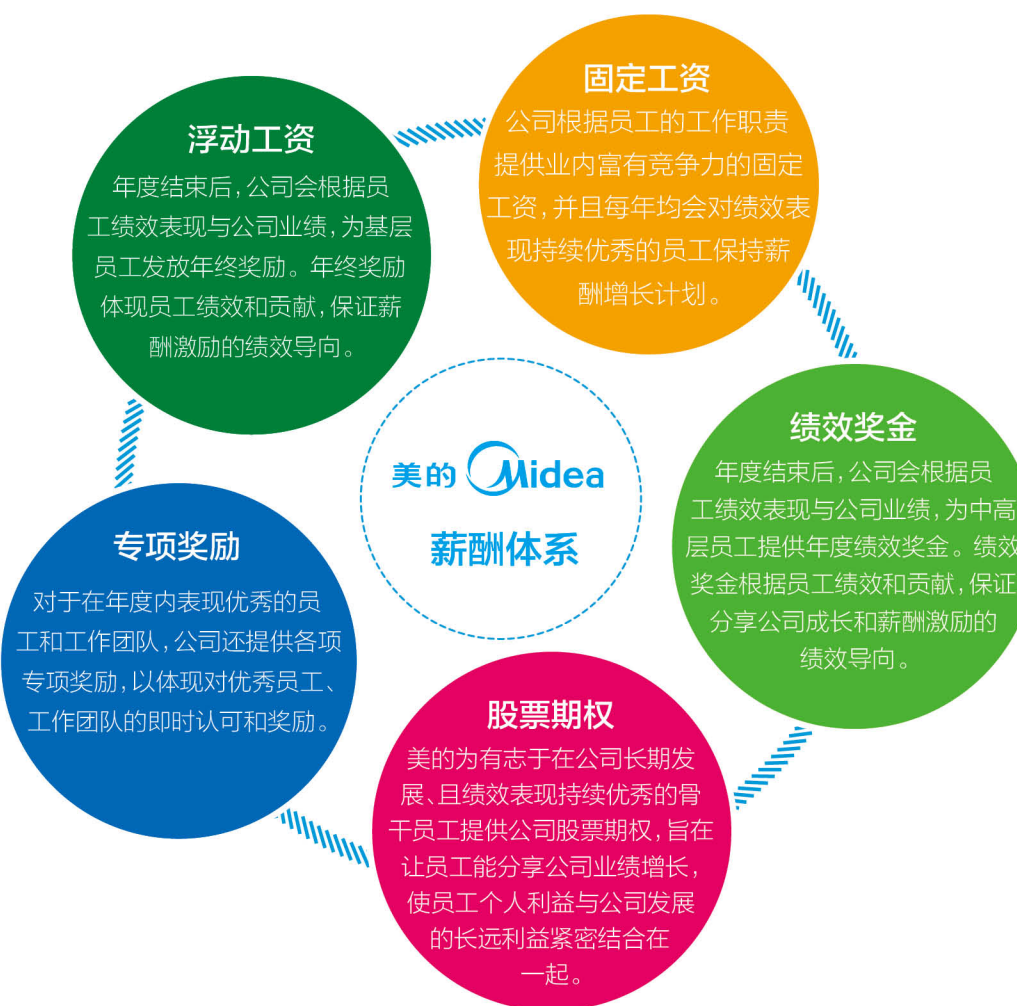 固定工资
公司根据员工的工作职责
提供业内富有竞争力的固定
工资,并且每年均会对绩效表
现持续优秀的员工保持薪
酬增长计划。
浮动工资
年度结束后,公司会根据员
工绩效表现与公司业绩,为基层
员工发放年终奖励。年终奖励
体现员工绩效和贡献,保证薪
酬激励的绩效导向。
绩效奖金
年度结束后,公司会根据员
工绩效表现与公司业绩,为中高
层员工提供年度绩效奖金。绩效
奖金根据员工绩效和贡献,保证
分享公司成长和薪酬激励的
绩效导向。
美的 Midea
薪酬体系
专项奖励
对于在年度内表现优秀的员
工和工作团队,公司还提供各项
专项奖励,以体现对优秀员工、
工作团队的即时认可和奖励。
股票期权
美的为有志于在公司长期发
展、且绩效表现持续优秀的骨
干员工提供公司股票期权,旨在
让员工能分享公司业绩增长,
使员工个人利益与公司发展
的长远利益紧密结合在
一起。